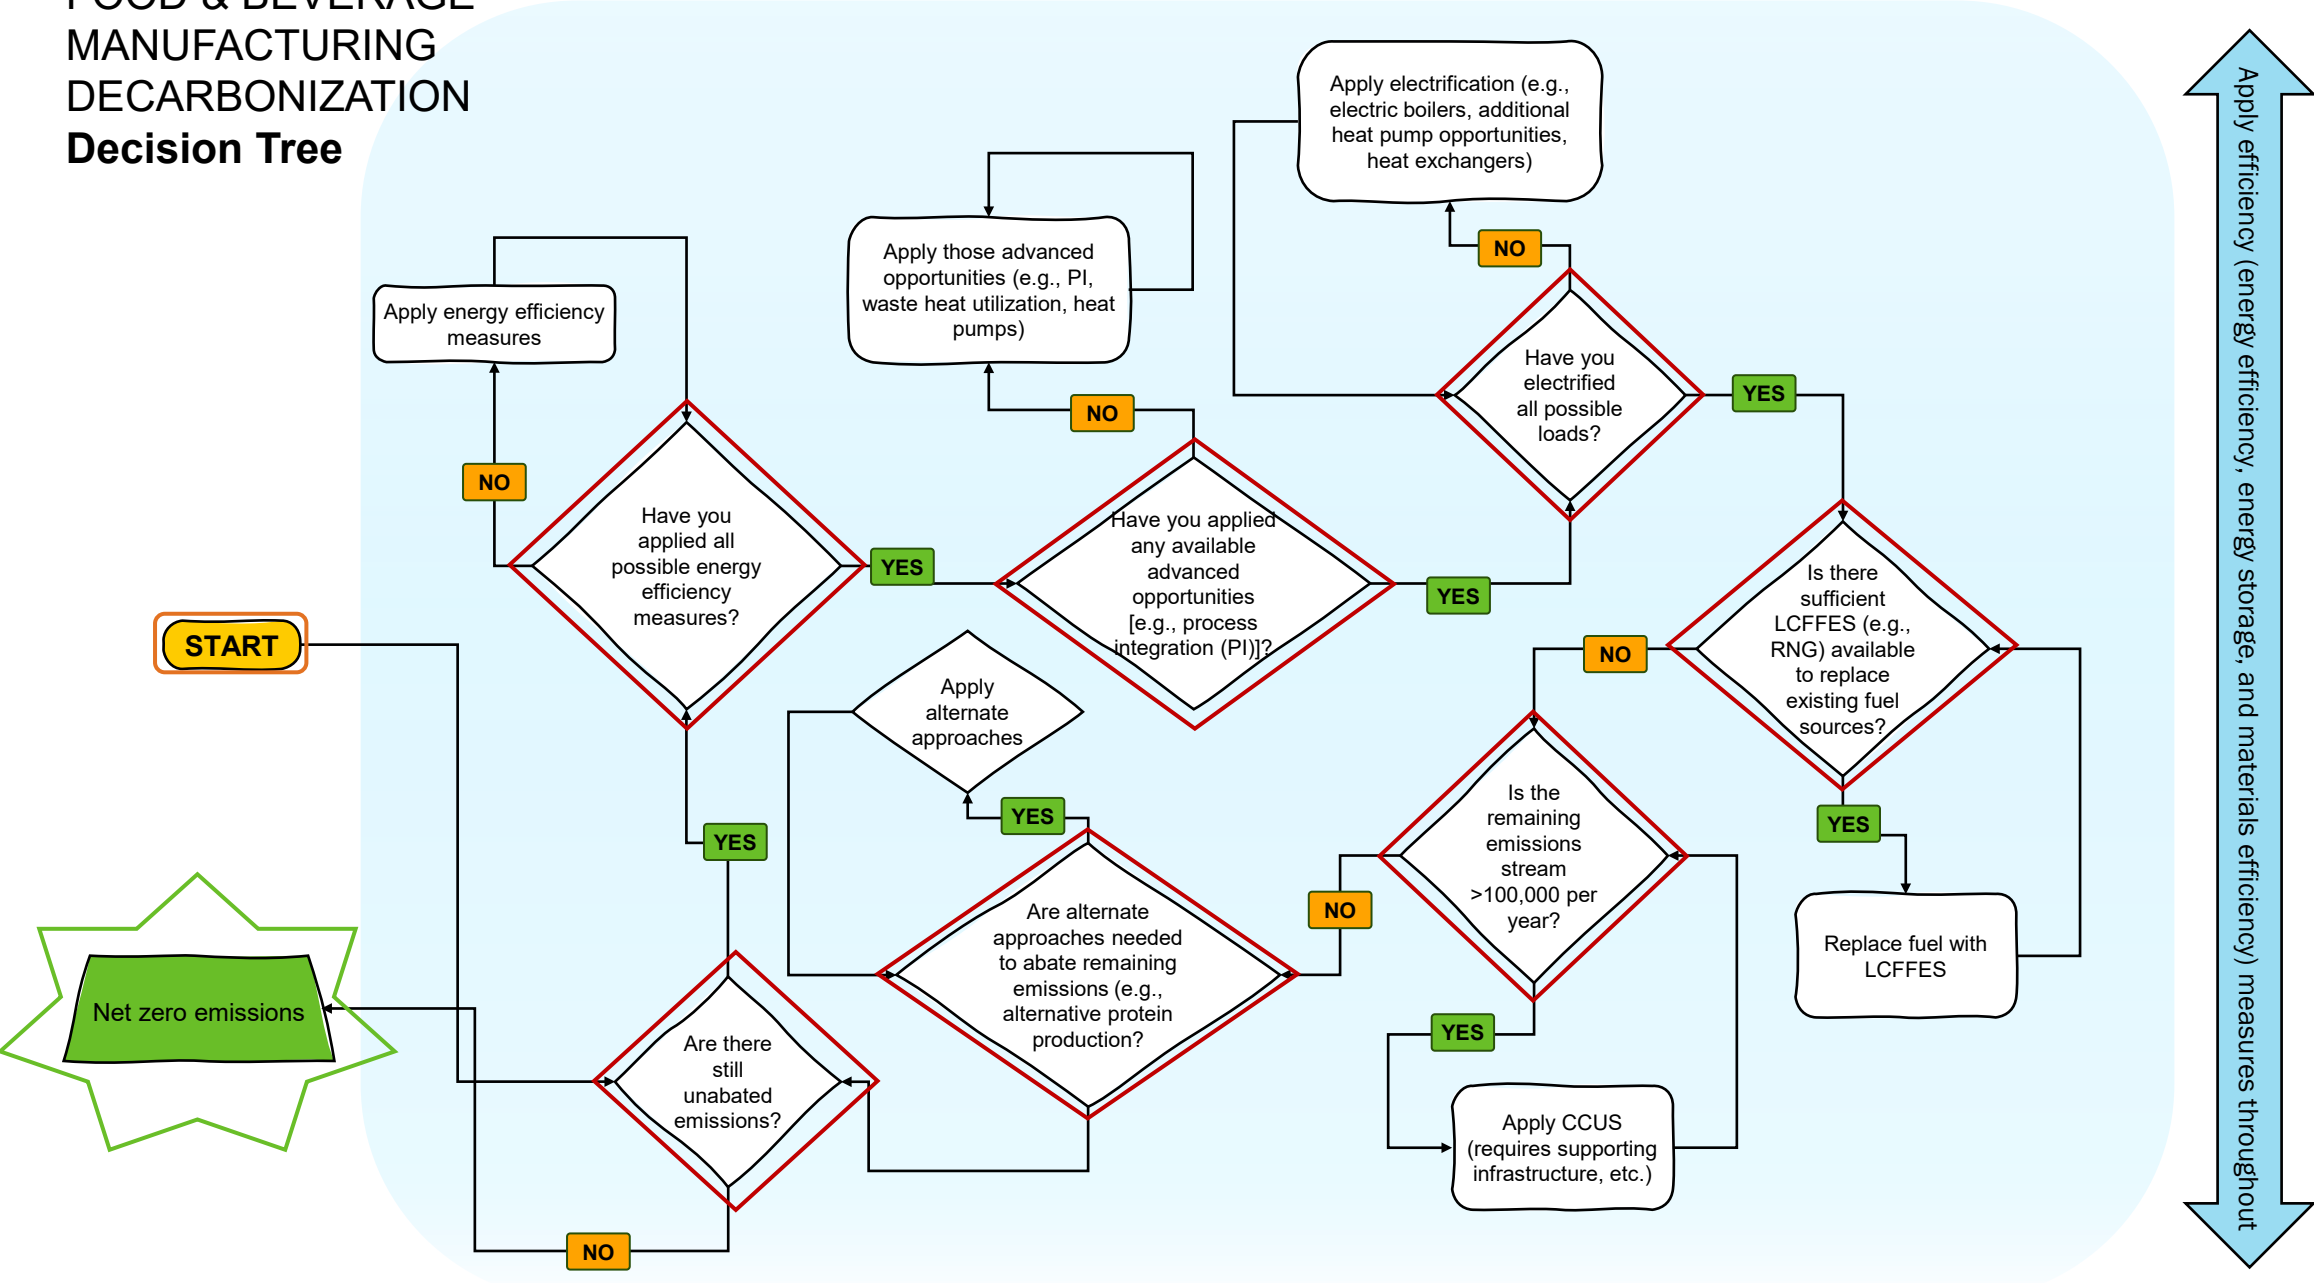 FOOD & BEVERAGE
MANUFACTURING
DECARBONIZATION
Decision Tree
Apply electrification (e.g.,
electric boilers, additional
heat pump opportunities,
heat exchangers)
NO
Apply those advanced
opportunities (e.g., PI,
waste heat utilization, heat
pumps)
NO
Apply energy efficiency
measures
NO
Have you
electrified
all possible
loads?
YES
Have you
applied all
possible energy
efficiency
measures?
YES
Have you applied
any available
advanced
opportunities
[e.g., process
integration (PI)]?
YES
Is there
sufficient
LCFFES (e.g.,
RNG) available
to replace
existing fuel
sources?
NO
YES
START
Apply
alternate
approaches
YES
YES
Is the
remaining
emissions
stream
>100,000 per
year?
NO
YES
Replace fuel with
LCFFES
Are alternate
approaches needed
to abate remaining
emissions (e.g.,
alternative protein
production?
Net zero emissions
Are there
still
unabated
emissions?
NO
Apply CCUS
(requires supporting
infrastructure, etc.)
Apply efficiency (energy efficiency, energy storage, and materials efficiency) measures throughout